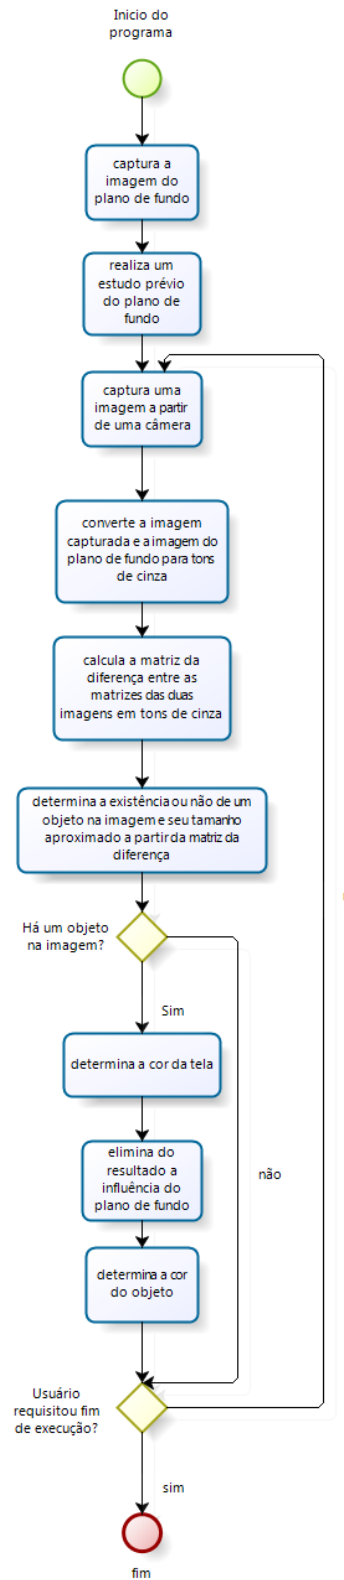 Inicio do
programa
captura a
imagem do
plano de fundo
realiza um
estudo prévio
do plano de
fundo
captura uma
imagem a partir
de uma câmera
converte a imagem
capturada e a imagem do
plano de fundo para tons
de cinza
calcula a matriz da
diferença entre as
matrizes das duas
imagens em tons de cinza
determina a existência ou não de um
objeto na imagem e seu tamanho
aproximado a partir da matriz da
diferença
Há um objeto
na imagem?
Sim
determina a cor da tela
elimina do
resultado a
influência do
plano de fundo
não
determina a cor
do objeto
Usuário
requisitou fim
de execução?
sim
fim